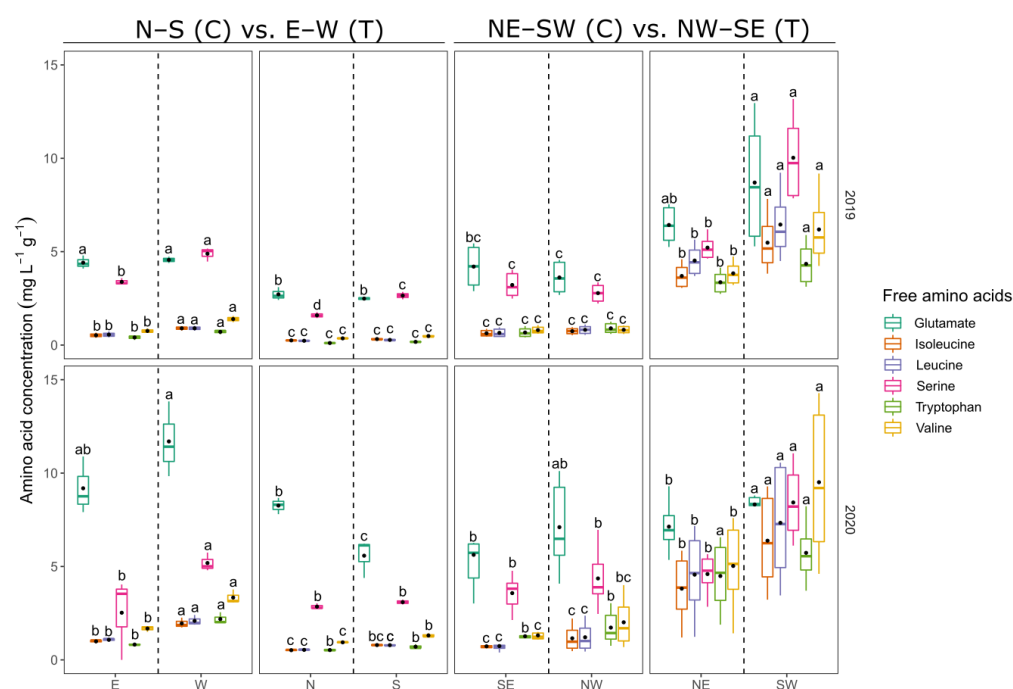 N–S (C) vs. E–W (T)
NE–SW (C) vs. NW–SE (T)
Amino acid concentration (mg L⁻¹ g⁻¹)
15
10
5
0
a b b b b b
a a a a a a
b c c d c c
b c c c c c
bc c c c c c
c c c c c c
ab b b b b b
a a a a a a
2019
15
10
5
0
ab b b b b b
a a a a a a
b c c b b c
c bc c b b b
b c c b b b
ab c c b b bc
b b b b a b
a a a a a a
2020
E W N S SE NW NE SW
Free amino acids
Glutamate
Isoleucine
Leucine
Serine
Tryptophan
Valine